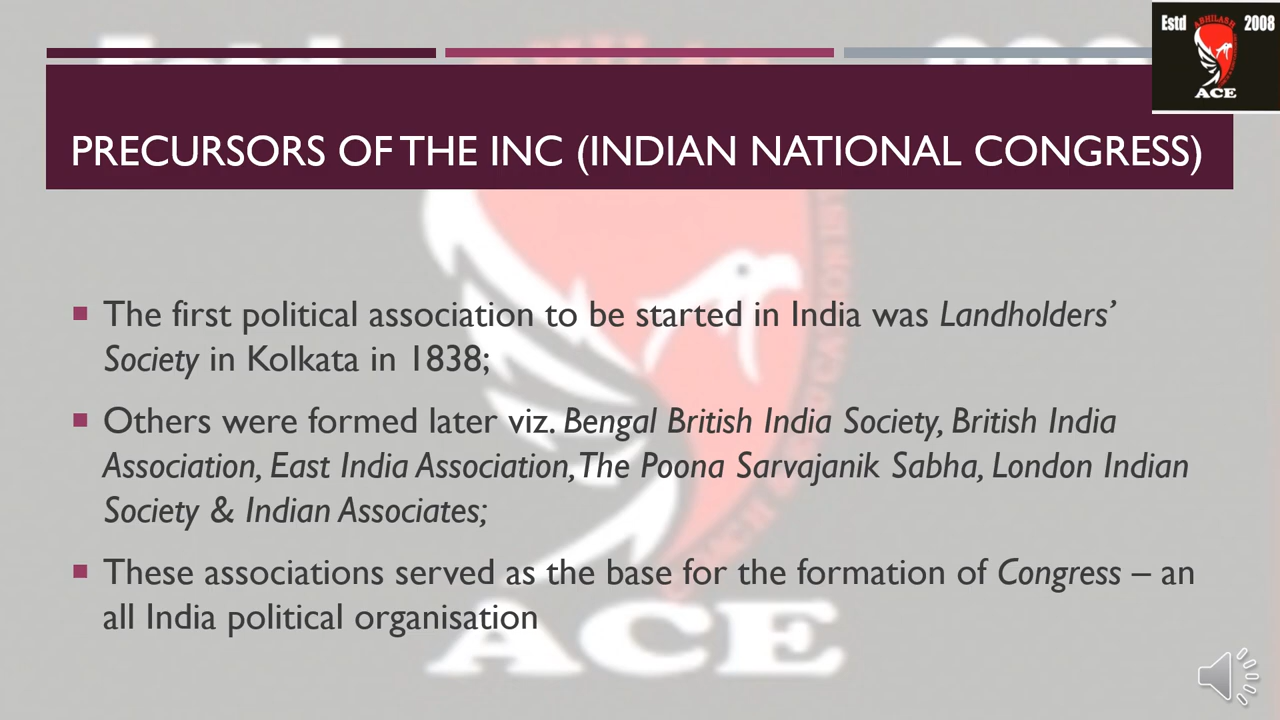 Estd ABHILASH 2008
ACE
PRECURSORS OF THE INC (INDIAN NATIONAL CONGRESS)
■ The first political association to be started in India was Landholders’
Society in Kolkata in 1838;
■ Others were formed later viz. Bengal British India Society, British India
Association, East India Association, The Poona Sarvajanik Sabha, London Indian
Society & Indian Associates;
■ These associations served as the base for the formation of Congress – an
all India political organisation
ACE